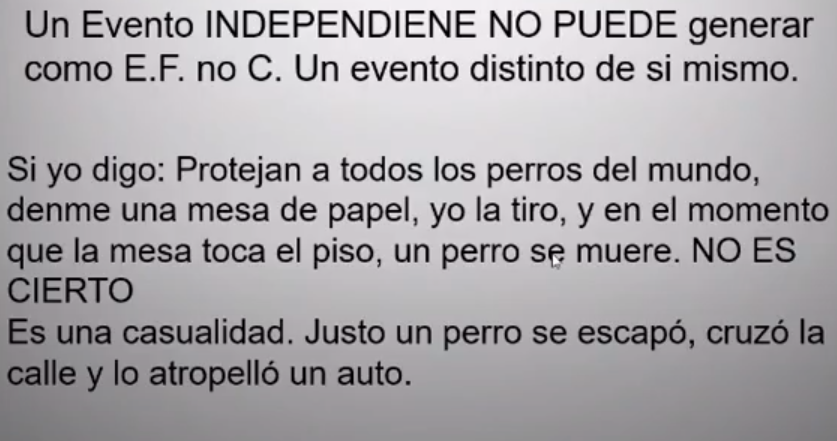 Un Evento INDEPENDIENE NO PUEDE generar
como E.F. no C. Un evento distinto de si mismo.
Si yo digo: Protejan a todos los perros del mundo,
denme una mesa de papel, yo la tiro, y en el momento
que la mesa toca el piso, un perro se muere. NO ES
CIERTO
Es una casualidad. Justo un perro se escapó, cruzó la
calle y lo atropelló un auto.